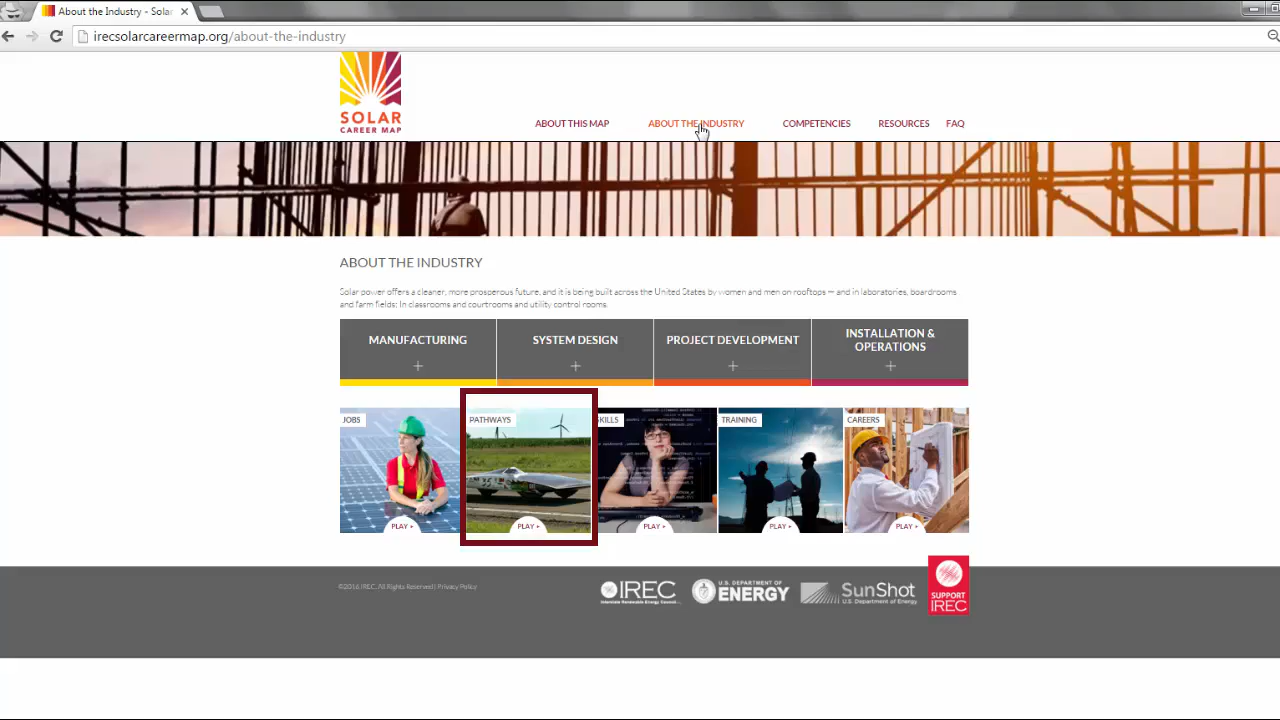 About the Industry - Solar
irecsolarcareermap.org/about-the-industry
SOLAR
CAREER MAP
ABOUT THIS MAP
ABOUT THE INDUSTRY
COMPETENCIES
RESOURCES
FAQ
ABOUT THE INDUSTRY
Solar power offers a cleaner, more prosperous future, and it is being built across the United States by women and men on rooftops — and in laboratories, boardrooms
and farm fields; In classrooms and courtrooms and utility control rooms.
MANUFACTURING
SYSTEM DESIGN
PROJECT DEVELOPMENT
INSTALLATION &
OPERATIONS
JOBS
PATHWAYS
SKILLS
TRAINING
CAREERS
PLAY
PLAY
PLAY
PLAY
PLAY
©2016 IREC, All Rights Reserved | Privacy Policy
IREC
Interstate Renewable Energy Council
U.S. DEPARTMENT OF
ENERGY
SunShot
U.S. Department of Energy
SUPPORT
IREC